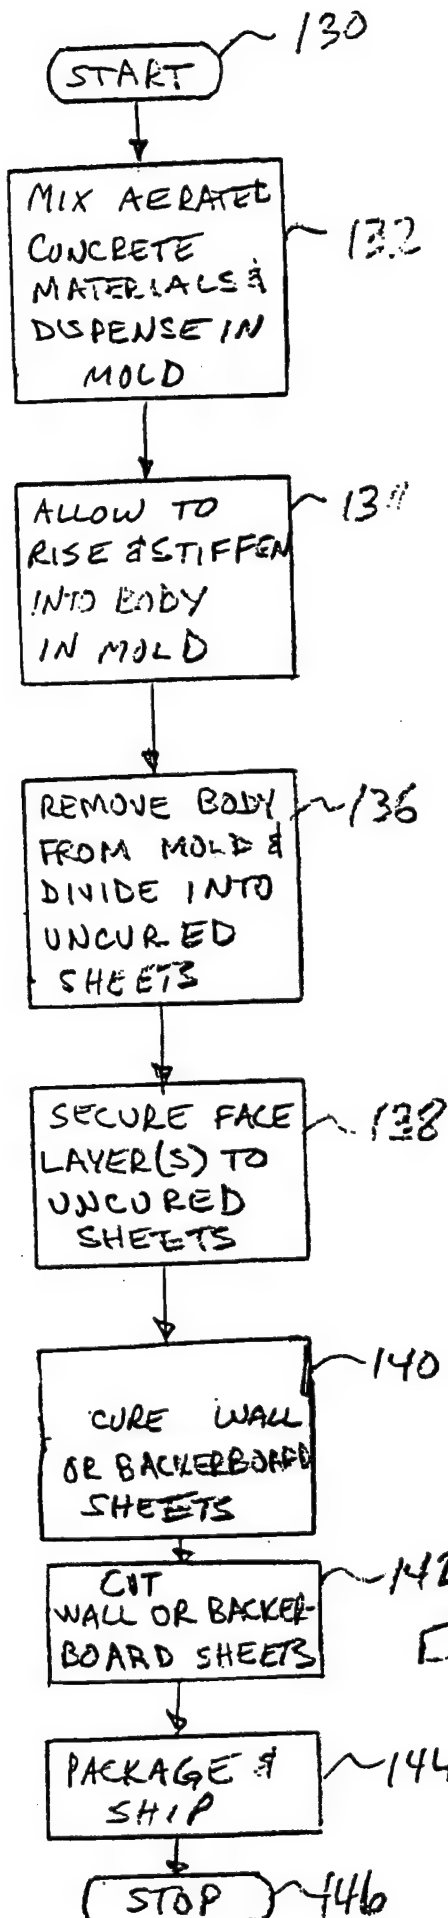 130
START
MIX AERATED
CONCRETE
MATERIALS &
DISPENSE IN
MOLD
132
ALLOW TO
RISE & STIFFEN
INTO BODY
IN MOLD
REMOVE BODY
FROM MOLD &
DIVIDE INTO
UNCURED
SHEETS
136
SECURE FACE
LAYER(S) TO
UNCURED
SHEETS
138
140
CURE WALL
OR BACKERBOARD
SHEETS
142
CUT
WALL OR BACKER-
BOARD SHEETS
PACKAGE &
SHIP
144
STOP
146